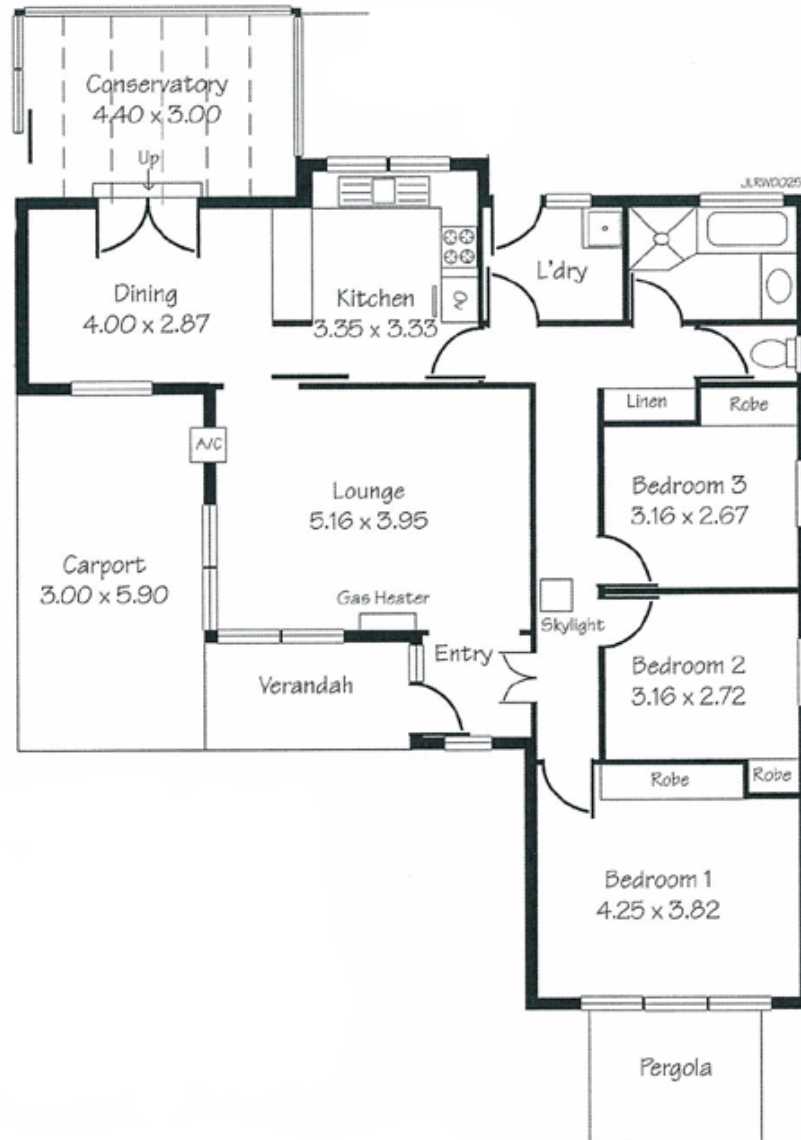 Conservatory
4.40 x 3.00
Up
JLRW0025
Dining
4.00 x 2.87
Kitchen
3.35 x 3.33
Ov
L'dry
Linen
Robe
A/C
Lounge
5.16 x 3.95
Bedroom 3
3.16 x 2.67
Carport
3.00 x 5.90
Gas Heater
Skylight
Entry
Verandah
Bedroom 2
3.16 x 2.72
Robe
Robe
Bedroom 1
4.25 x 3.82
Pergola